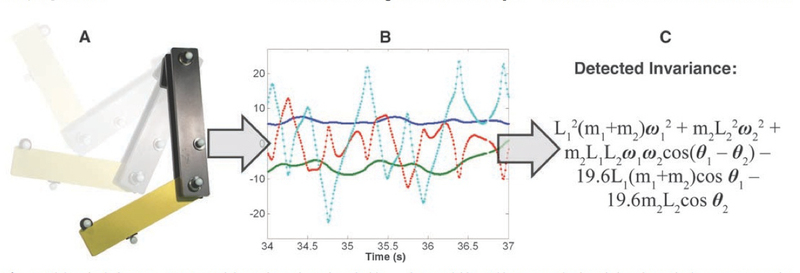 A
B
C
20
10
0
-10
-20
34
34.5
35
35.5
36
36.5
37
Time (s)
Detected Invariance:
L₁²(m₁+m₂)ω₁² + m₂L₂²ω₂² +
m₂L₁L₂ω₁ω₂cos(θ₁ − θ₂) −
19.6L₁(m₁+m₂)cos θ₁ −
19.6m₂L₂cos θ₂